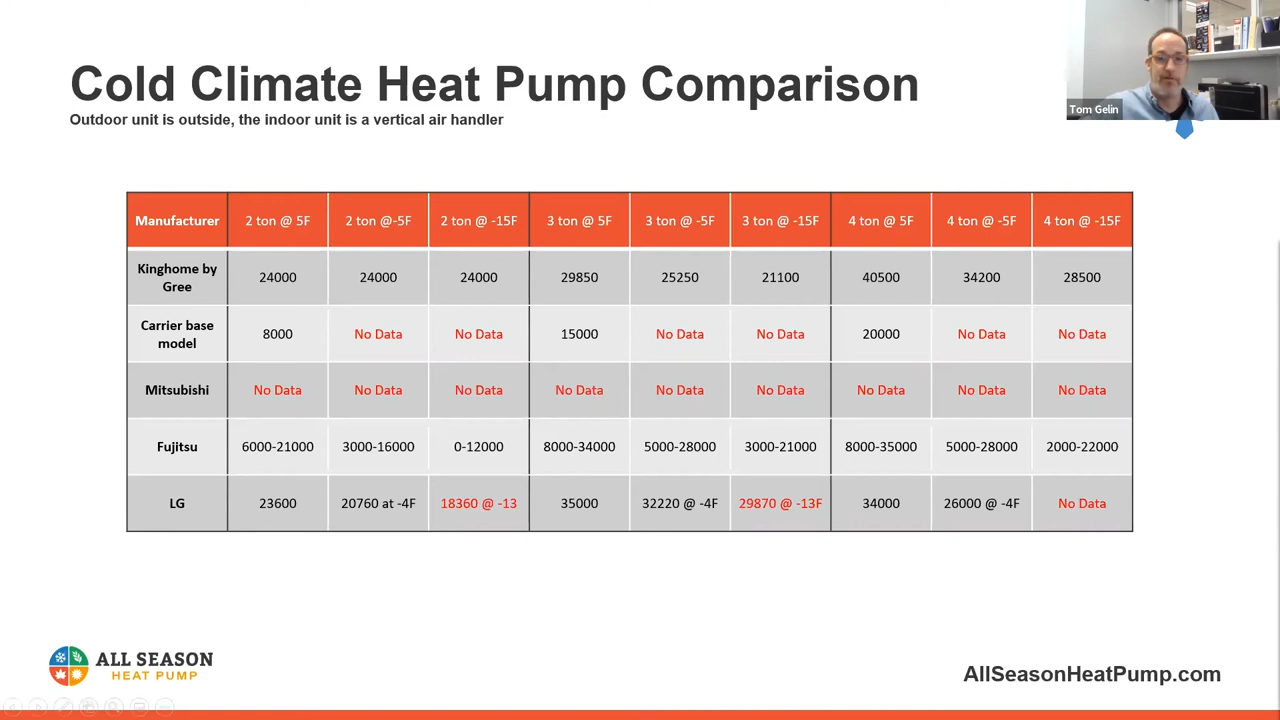 Cold Climate Heat Pump Comparison
Outdoor unit is outside, the indoor unit is a vertical air handler
Tom Gelin
Manufacturer 2 ton @ 5F 2 ton @-5F 2 ton @ -15F 3 ton @ 5F 3 ton @ -5F 3 ton @ -15F 4 ton @ 5F 4 ton @ -5F 4 ton @ -15F
Kinghome by Gree 24000 24000 24000 29850 25250 21100 40500 34200 28500
Carrier base model 8000 No Data No Data 15000 No Data No Data 20000 No Data No Data
Mitsubishi No Data No Data No Data No Data No Data No Data No Data No Data No Data
Fujitsu 6000-21000 3000-16000 0-12000 8000-34000 5000-28000 3000-21000 8000-35000 5000-28000 2000-22000
LG 23600 20760 at -4F 18360 @ -13 35000 32220 @ -4F 29870 @ -13F 34000 26000 @ -4F No Data
ALL SEASON
HEAT PUMP
AllSeasonHeatPump.com